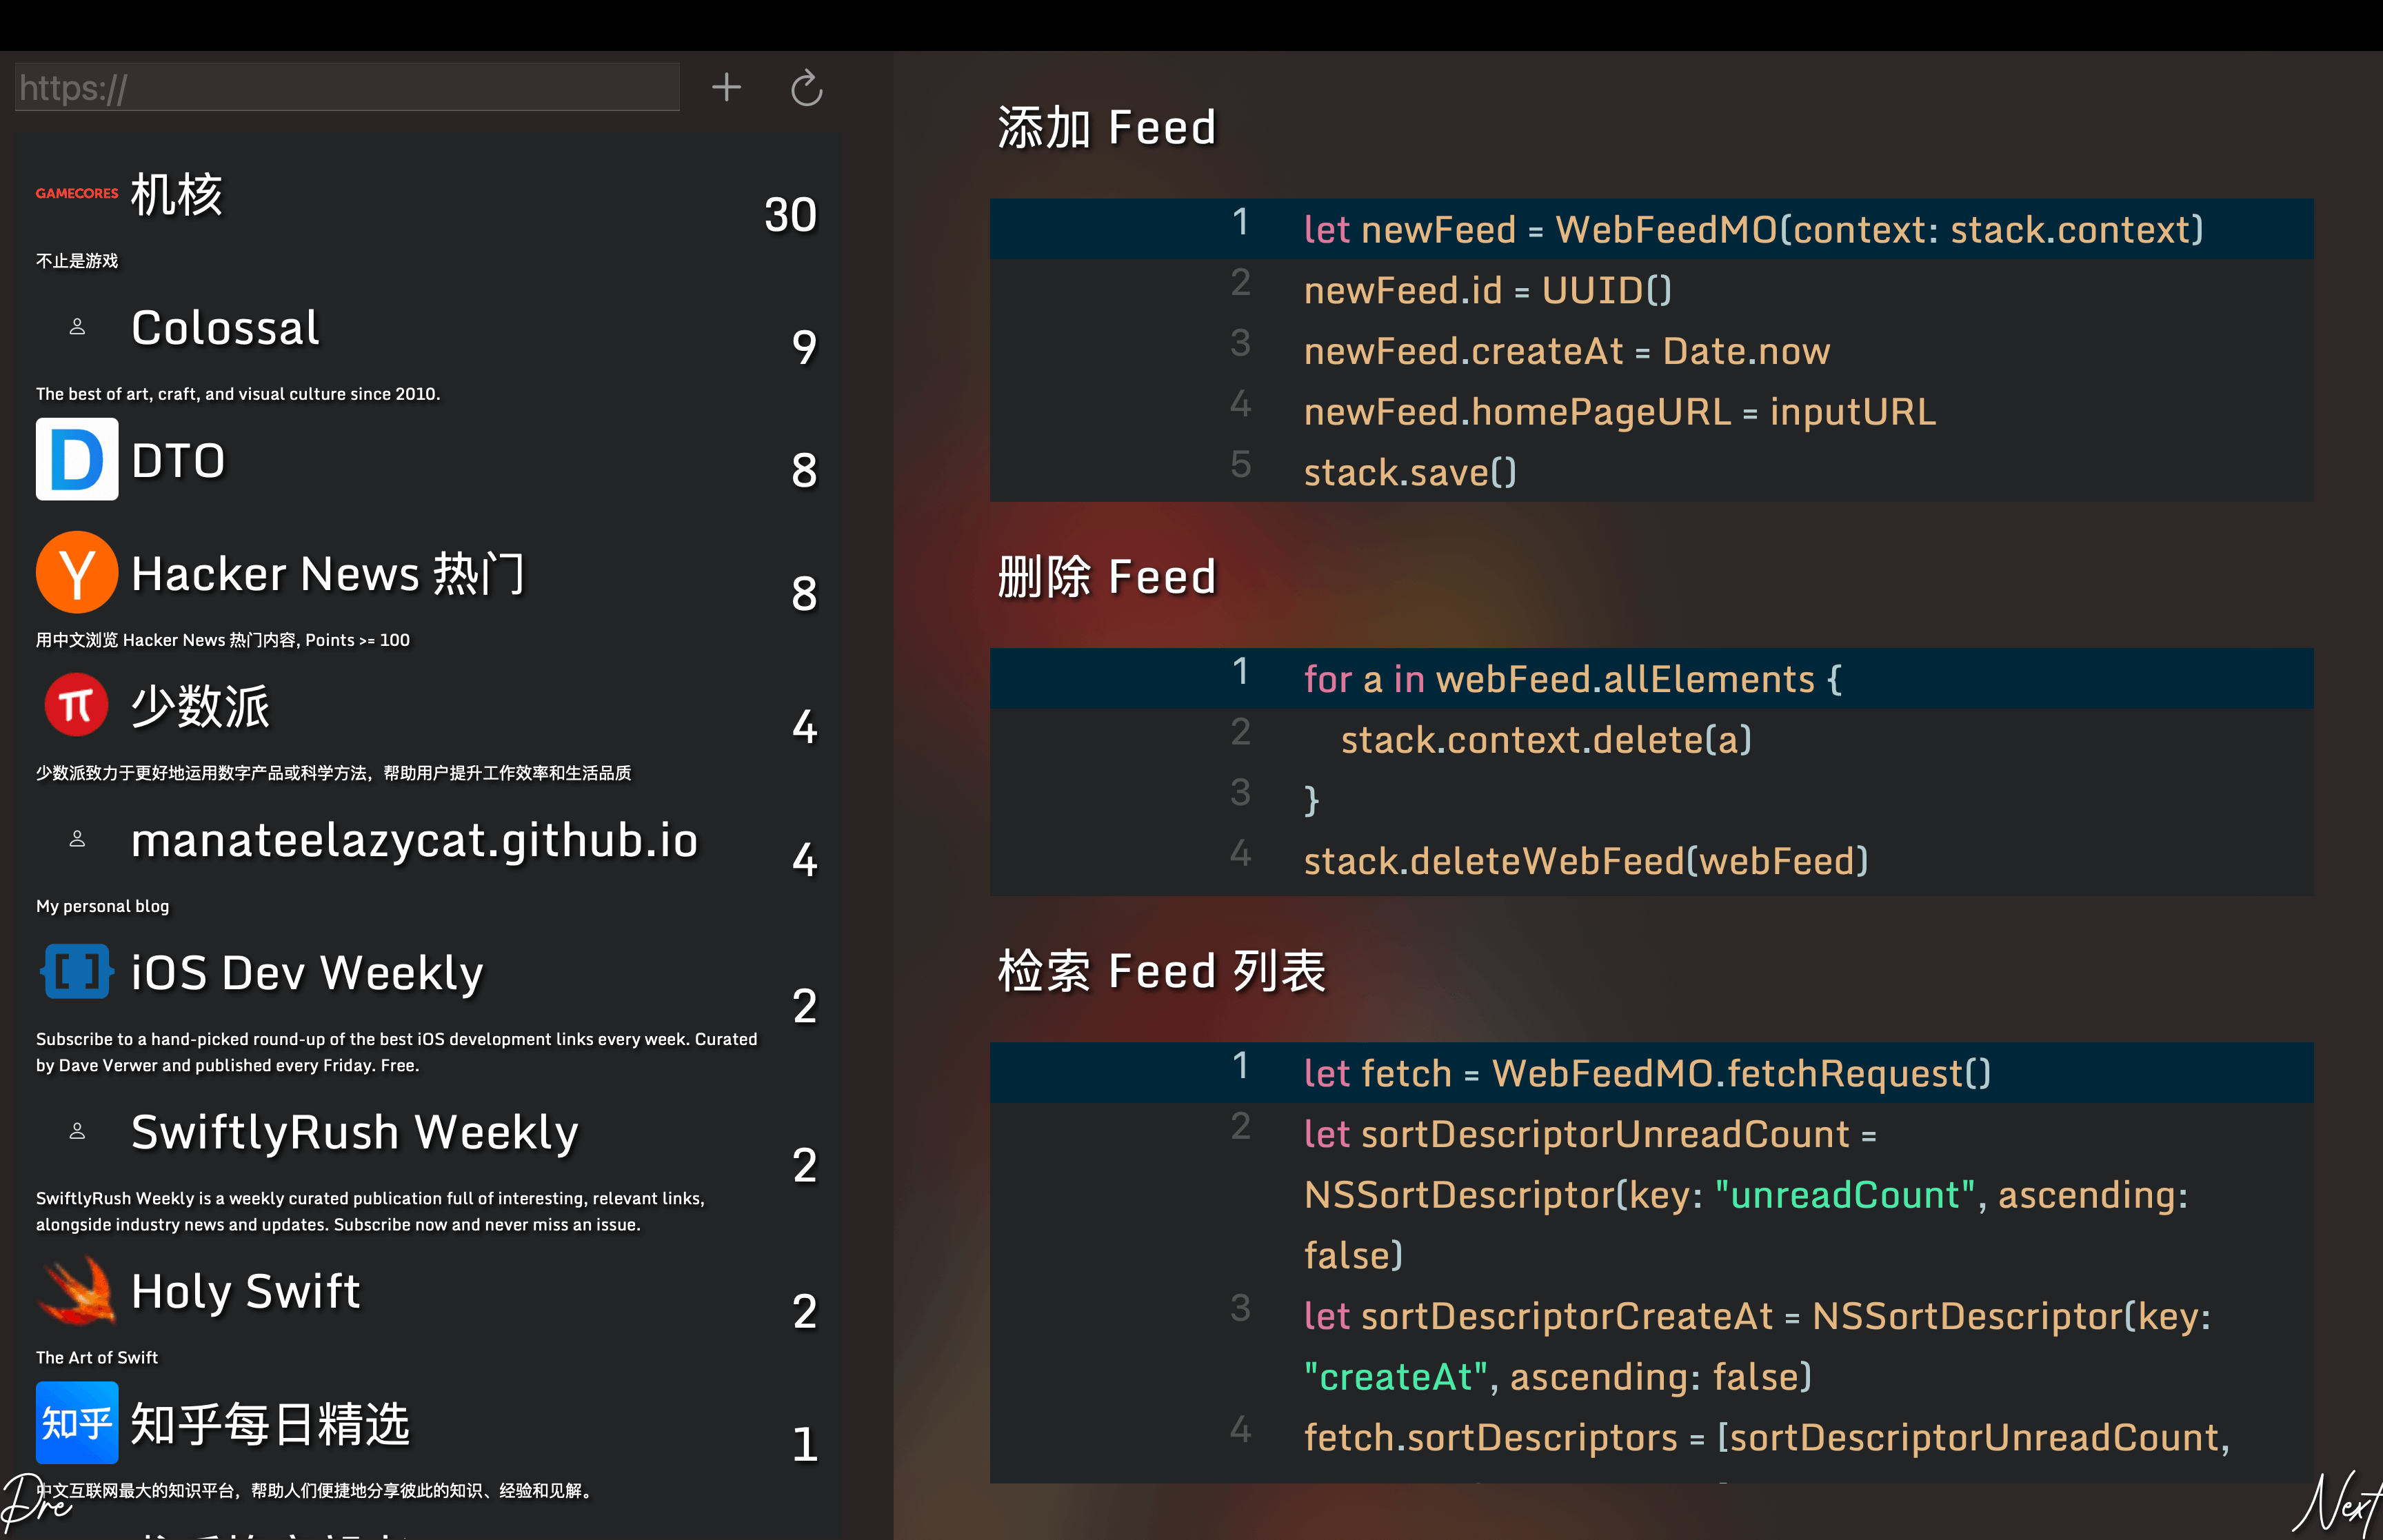 https://
GAMECORES 机核
30
不止是游戏
Colossal
9
The best of art, craft, and visual culture since 2010.
D DTO
8
Y Hacker News 热门
8
用中文浏览 Hacker News 热门内容, Points >= 100
π 少数派
4
少数派致力于更好地运用数字产品或科学方法，帮助用户提升工作效率和生活品质
manateelazycat.github.io
4
My personal blog
[ ] iOS Dev Weekly
2
Subscribe to a hand-picked round-up of the best iOS development links every week. Curated
by Dave Verwer and published every Friday. Free.
SwiftlyRush Weekly
2
SwiftlyRush Weekly is a weekly curated publication full of interesting, relevant links,
alongside industry news and updates. Subscribe now and never miss an issue.
Holy Swift
2
The Art of Swift
知乎 知乎每日精选
1
中文互联网最大的知识平台，帮助人们便捷地分享彼此的知识、经验和见解。
Pre
添加 Feed
1 let newFeed = WebFeedMO(context: stack.context)
2 newFeed.id = UUID()
3 newFeed.createAt = Date.now
4 newFeed.homePageURL = inputURL
5 stack.save()
删除 Feed
1 for a in webFeed.allElements {
2 stack.context.delete(a)
3 }
4 stack.deleteWebFeed(webFeed)
检索 Feed 列表
1 let fetch = WebFeedMO.fetchRequest()
2 let sortDescriptorUnreadCount =
NSSortDescriptor(key: "unreadCount", ascending:
false)
3 let sortDescriptorCreateAt = NSSortDescriptor(key:
"createAt", ascending: false)
4 fetch.sortDescriptors = [sortDescriptorUnreadCount,
Next